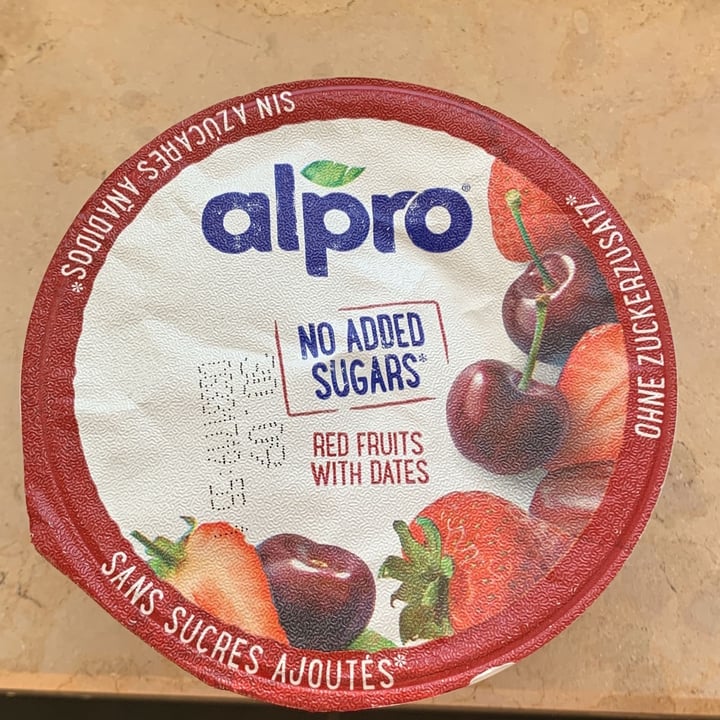 alpro®
NO ADDED
SUGARS*
RED FRUITS
WITH DATES
SIN AZÚCARES AÑADIDOS*
OHNE ZUCKERZUSATZ*
SANS SUCRES AJOUTÉS*